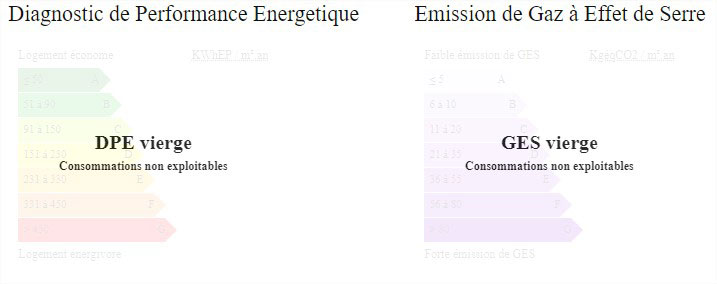 Diagnostic de Performance Energetique
Emission de Gaz à Effet de Serre
Logement économe
KWhEP / m².an
≤ 50 A
51 à 90 B
91 à 150 C
151 à 230 D
231 à 330 E
331 à 450 F
> 450 G
Logement énergivore
DPE vierge
Consommations non exploitables
Faible émission de GES
KgéqCO2 / m².an
≤ 5 A
6 à 10 B
11 à 20 C
21 à 35 D
36 à 55 E
56 à 80 F
> 80 G
Forte émission de GES
GES vierge
Consommations non exploitables